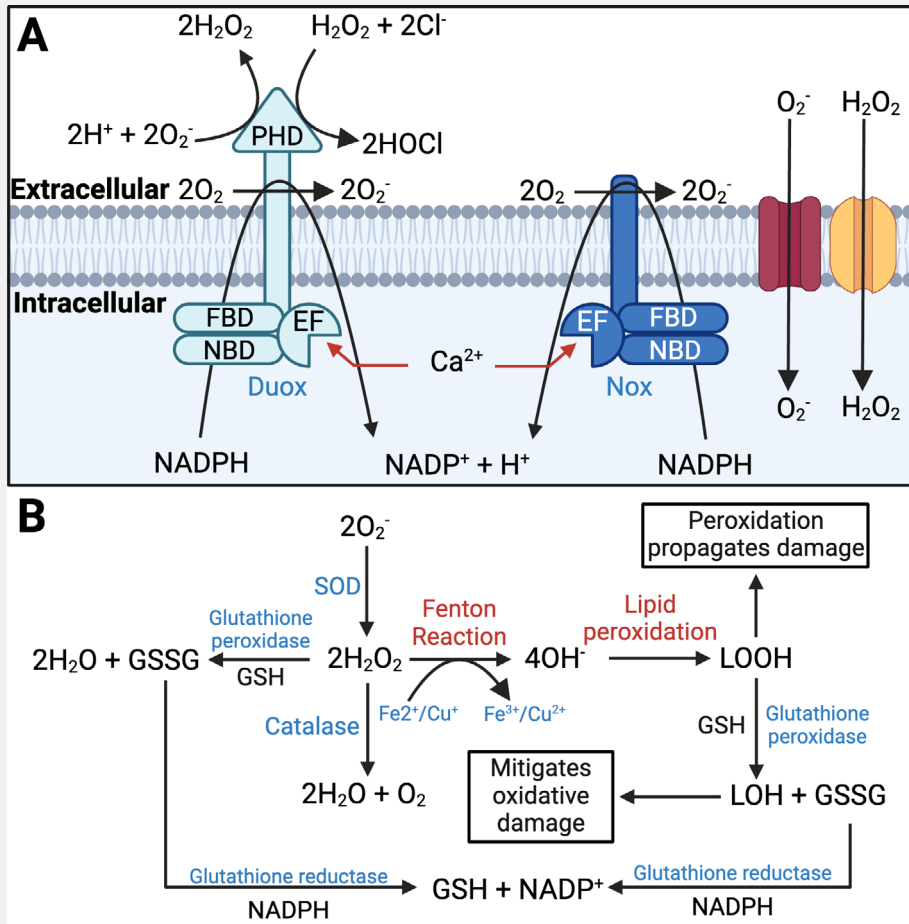 A
2H₂O₂
H₂O₂ + 2Cl⁻
2H⁺ + 2O₂⁻
PHD
2HOCl
Extracellular
2O₂
2O₂⁻
2O₂
2O₂⁻
O₂⁻
H₂O₂
Intracellular
FBD
NBD
EF
Duox
Ca²⁺
EF
FBD
NBD
Nox
O₂⁻
H₂O₂
NADPH
NADP⁺ + H⁺
NADPH
B
2O₂⁻
SOD
Peroxidation
propagates damage
Glutathione
peroxidase
Fenton
Reaction
Lipid
peroxidation
2H₂O + GSSG
GSH
2H₂O₂
4OH⁻
LOOH
Catalase
Fe2⁺/Cu⁺
Fe³⁺/Cu²⁺
GSH
Glutathione
peroxidase
2H₂O + O₂
Mitigates
oxidative
damage
LOH + GSSG
Glutathione reductase
NADPH
GSH + NADP⁺
Glutathione reductase
NADPH